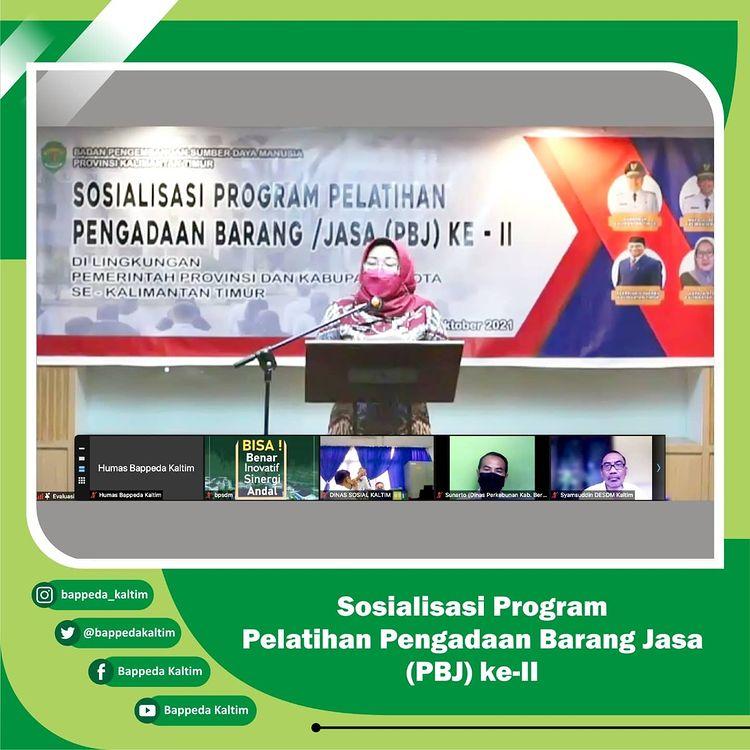 BADAN PENGEMBANGAN SUMBER DAYA MANUSIA
PROVINSI KALIMANTAN TIMUR
SOSIALISASI PROGRAM PELATIHAN
PENGADAAN BARANG /JASA (PBJ) KE - II
DI LINGKUNGAN
PEMERINTAH PROVINSI DAN
SE - KALIMANTAN TIMUR
2021
Humas Bappeda Kaltim
BISA !
Benar
Inovatif
Sinergi
Andal
Evaluasi
Humas Bappeda Kaltim
bpsdm
DINAS SOSIAL KALTIM
Sunarto (Dinas Perkebunan Kab. Ber...
Syamsuddin DESDM Kaltim
bappeda_kaltim
@bappedakaltim
Bappeda Kaltim
Bappeda Kaltim
Sosialisasi Program
Pelatihan Pengadaan Barang Jasa
(PBJ) ke-II